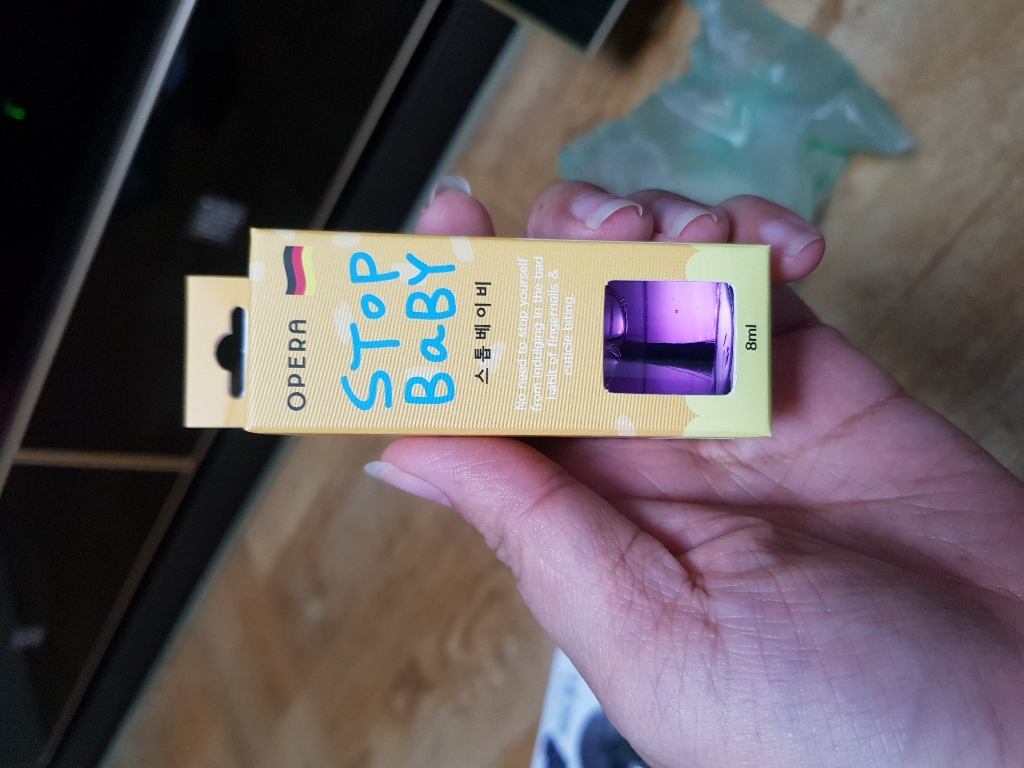 OPERA
STOP
BaBY
스톱베이비
No need to stop yourself
from indulging in the bad
habit of fingernails &
cuticle biting.
8ml